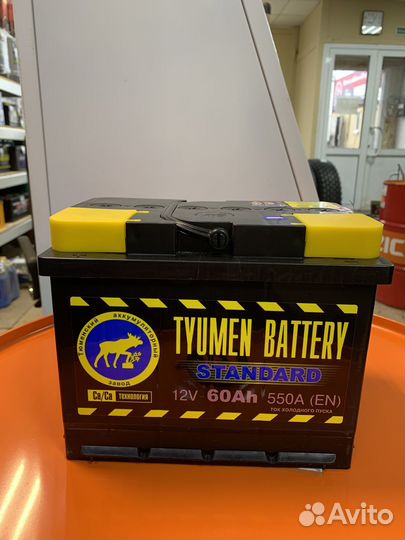 Тюменский аккумуляторный
завод
Ca/Ca технология
TYUMEN BATTERY
STANDARD
12V 60Ah 550A (EN)
ток холодного пуска
Avito